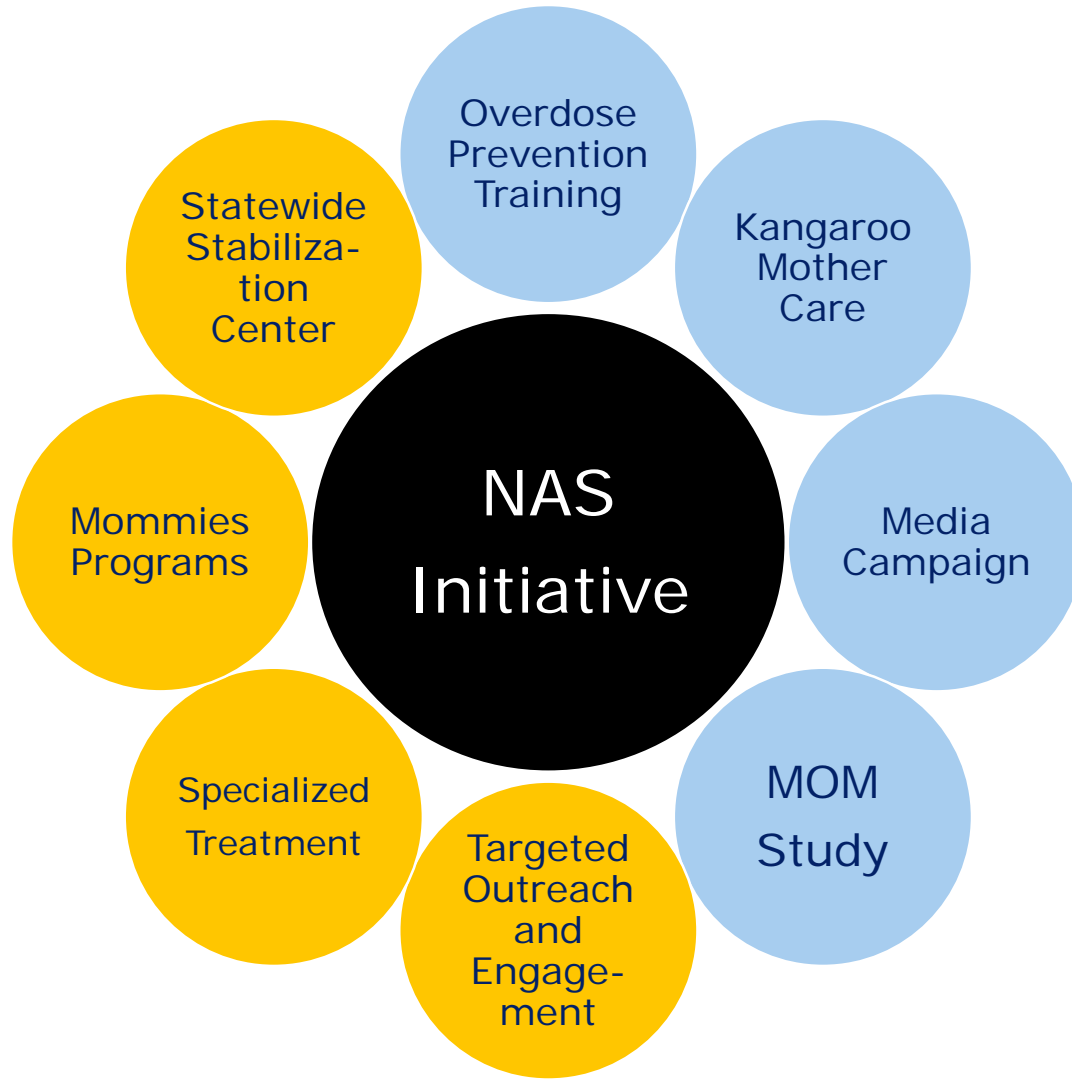 Overdose
Prevention
Training
Kangaroo
Mother
Care
Media
Campaign
MOM
Study
Targeted
Outreach
and
Engage-
ment
Specialized
Treatment
Mommies
Programs
Statewide
Stabiliza-
tion
Center
NAS
Initiative